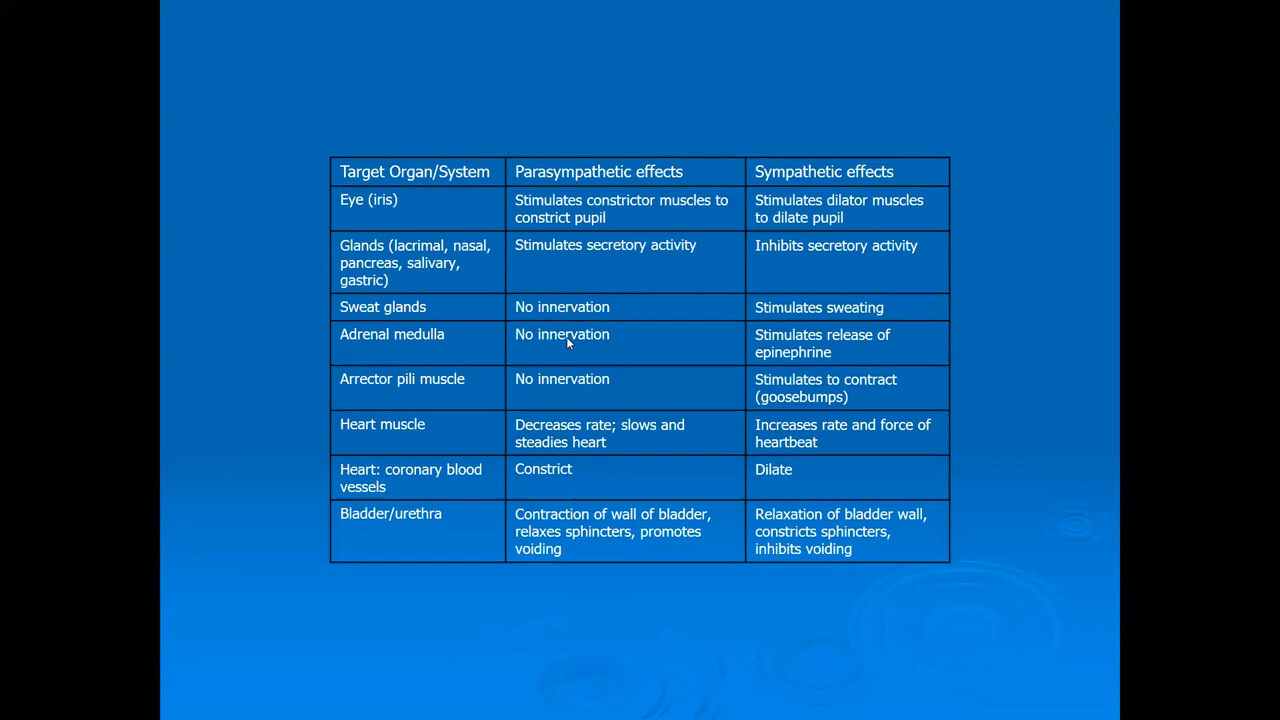 Target Organ/System Parasympathetic effects Sympathetic effects
Eye (iris) Stimulates constrictor muscles to Stimulates dilator muscles
constrict pupil to dilate pupil
Glands (lacrimal, nasal, Stimulates secretory activity Inhibits secretory activity
pancreas, salivary,
gastric)
Sweat glands No innervation Stimulates sweating
Adrenal medulla No innervation Stimulates release of
epinephrine
Arrector pili muscle No innervation Stimulates to contract
(goosebumps)
Heart muscle Decreases rate; slows and Increases rate and force of
steadies heart heartbeat
Heart: coronary blood Constrict Dilate
vessels
Bladder/urethra Contraction of wall of bladder, Relaxation of bladder wall,
relaxes sphincters, promotes constricts sphincters,
voiding inhibits voiding